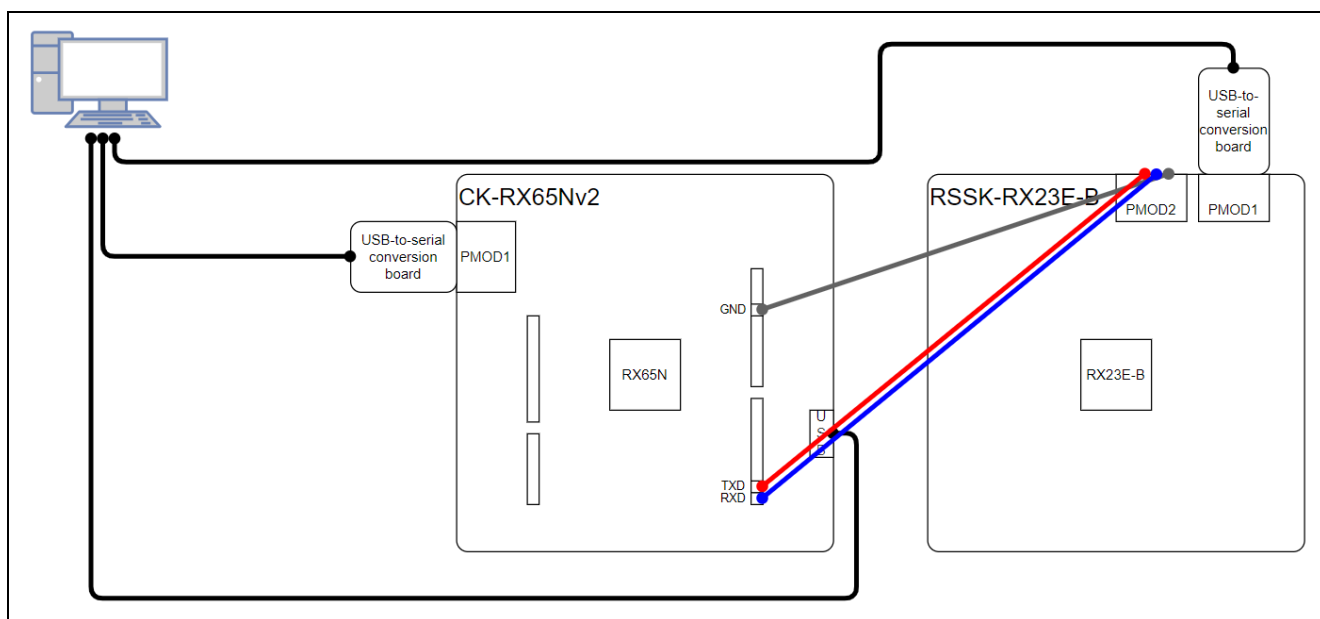 USB-to-
serial
conversion
board
CK-RX65Nv2
RSSK-RX23E-B
PMOD2
PMOD1
USB-to-serial
conversion
board
PMOD1
GND
RX65N
RX23E-B
U
S
B
TXD
RXD